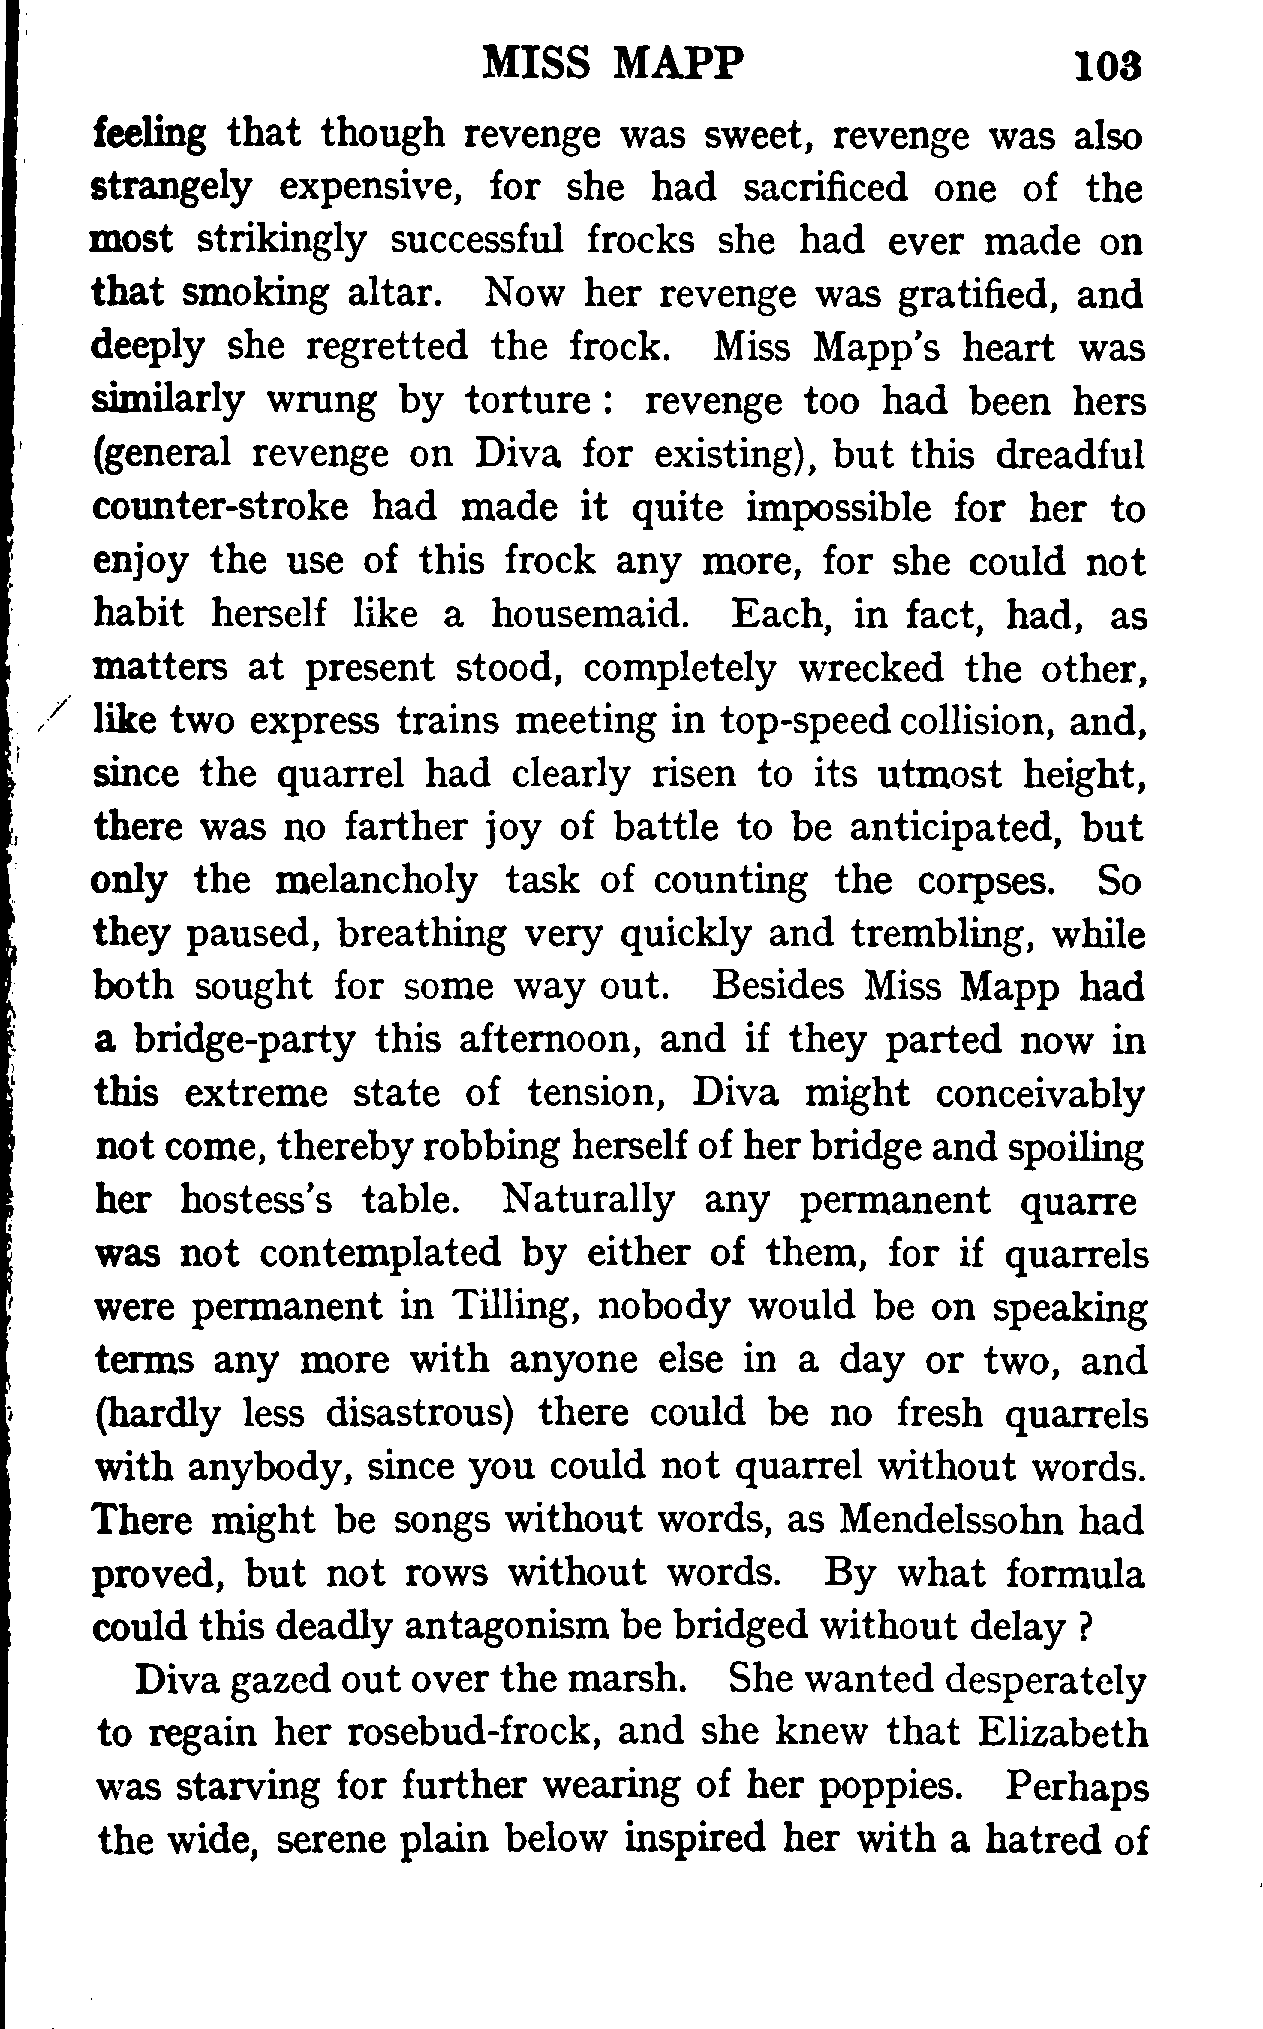 MISS MAPP 103
feeling that though revenge was sweet, revenge was also
strangely expensive, for she had sacrificed one of the
most strikingly successful frocks she had ever made on
that smoking altar. Now her revenge was gratified, and
deeply she regretted the frock. Miss Mapp's heart was
similarly wrung by torture : revenge too had been hers
(general revenge on Diva for existing), but this dreadful
counter-stroke had made it quite impossible for her to
enjoy the use of this frock any more, for she could not
habit herself like a housemaid. Each, in fact, had, as
matters at present stood, completely wrecked the other,
like two express trains meeting in top-speed collision, and,
since the quarrel had clearly risen to its utmost height,
there was no farther joy of battle to be anticipated, but
only the melancholy task of counting the corpses. So
they paused, breathing very quickly and trembling, while
both sought for some way out. Besides Miss Mapp had
a bridge-party this afternoon, and if they parted now in
this extreme state of tension, Diva might conceivably
not come, thereby robbing herself of her bridge and spoiling
her hostess's table. Naturally any permanent quarre
was not contemplated by either of them, for if quarrels
were permanent in Tilling, nobody would be on speaking
terms any more with anyone else in a day or two, and
(hardly less disastrous) there could be no fresh quarrels
with anybody, since you could not quarrel without words.
There might be songs without words, as Mendelssohn had
proved, but not rows without words. By what formula
could this deadly antagonism be bridged without delay ?
Diva gazed out over the marsh. She wanted desperately
to regain her rosebud-frock, and she knew that Elizabeth
was starving for further wearing of her poppies. Perhaps
the wide, serene plain below inspired her with a hatred of